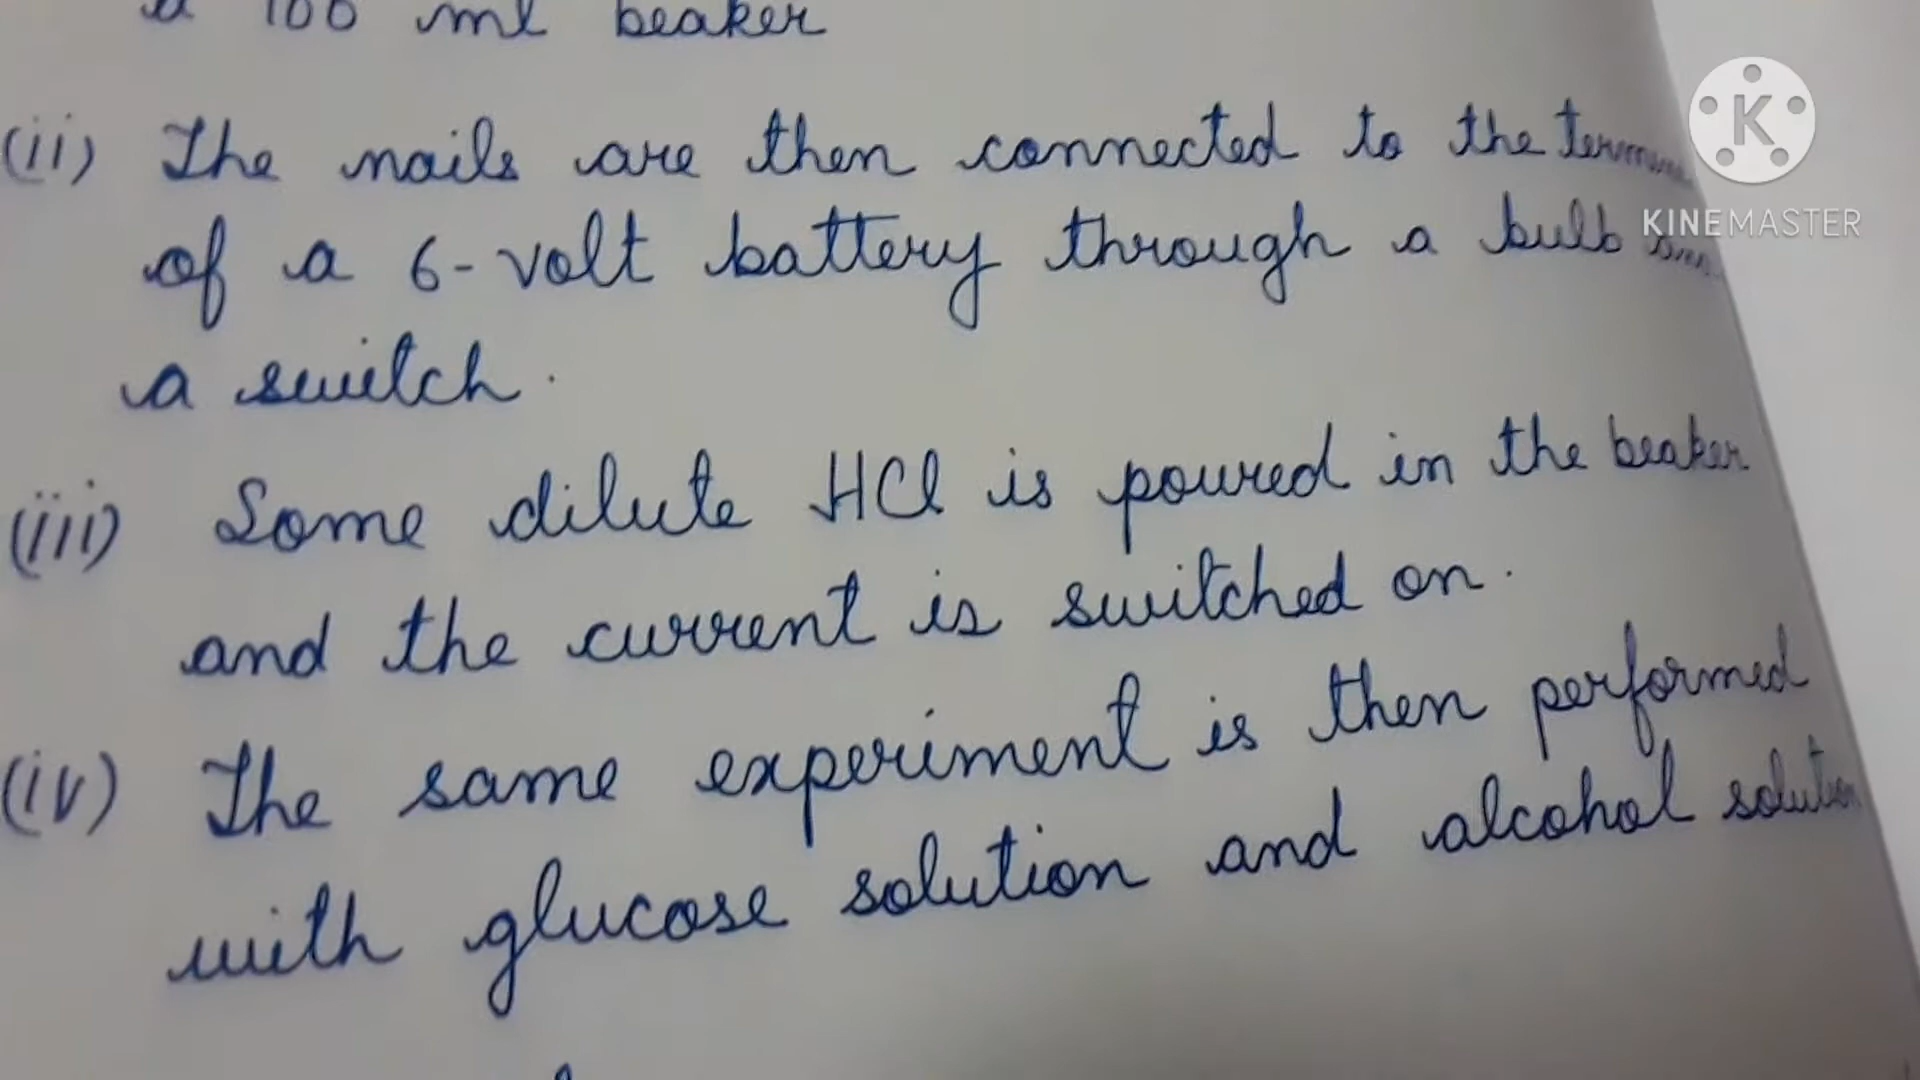 a 100 ml beaker
(ii) The nails are then connected to the
of a 6-volt battery through a bulb
a switch.
(iii) Some dilute HCl is poured in the beaker
and the current is switched on.
(iv) The same experiment is then performed
with glucose solution and alcohol solution
K
KINEMASTER